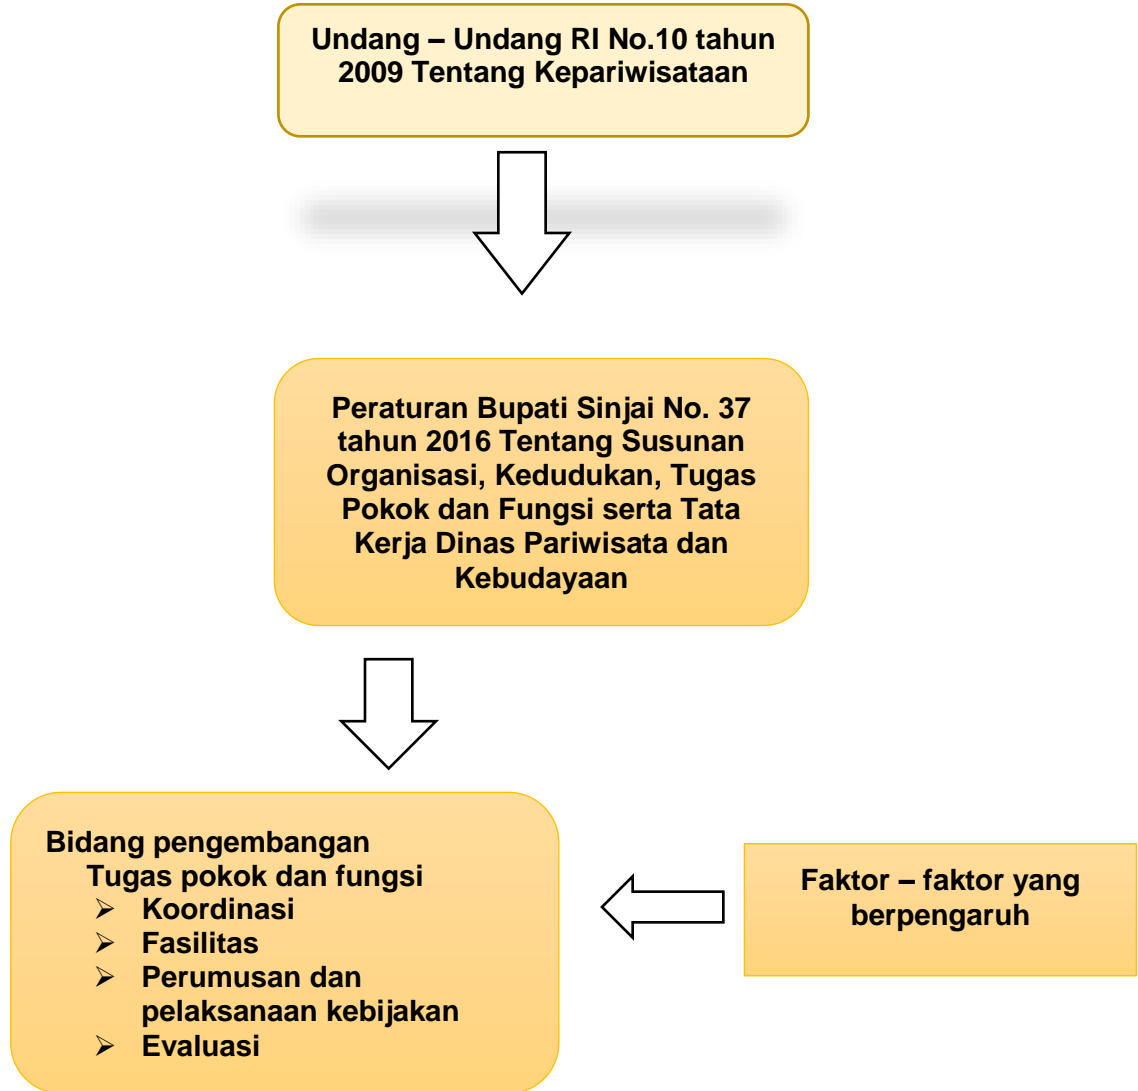 Undang – Undang RI No.10 tahun
2009 Tentang Kepariwisataan
Peraturan Bupati Sinjai No. 37
tahun 2016 Tentang Susunan
Organisasi, Kedudukan, Tugas
Pokok dan Fungsi serta Tata
Kerja Dinas Pariwisata dan
Kebudayaan
Bidang pengembangan
Tugas pokok dan fungsi
➢ Koordinasi
➢ Fasilitas
➢ Perumusan dan
pelaksanaan kebijakan
➢ Evaluasi
Faktor – faktor yang
berpengaruh